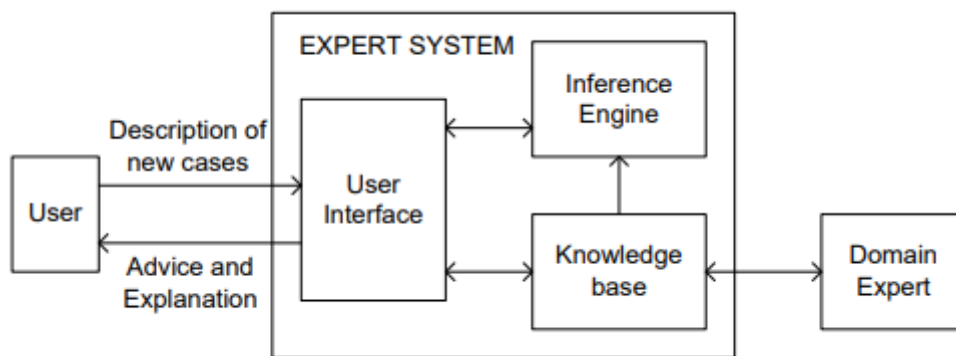 EXPERT SYSTEM
Inference
Engine
Description of
new cases
User
User
Interface
Advice and
Explanation
Knowledge
base
Domain
Expert